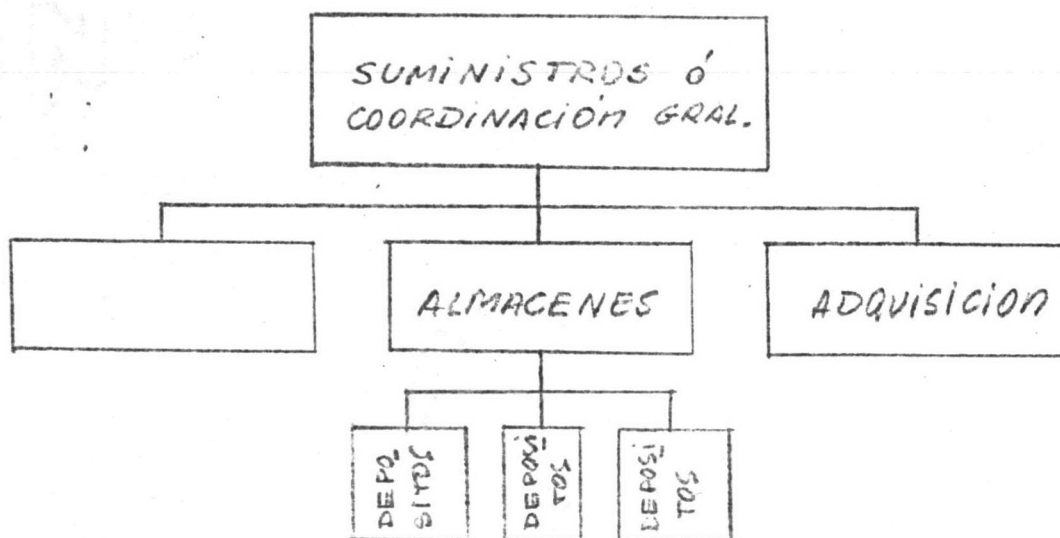 SUMINISTROS ó
COORDINACIÓN GRAL.
ALMACENES
ADQUISICION
DEPO
SITOS
DEPOSI
TOS
DEPOSI
TOS